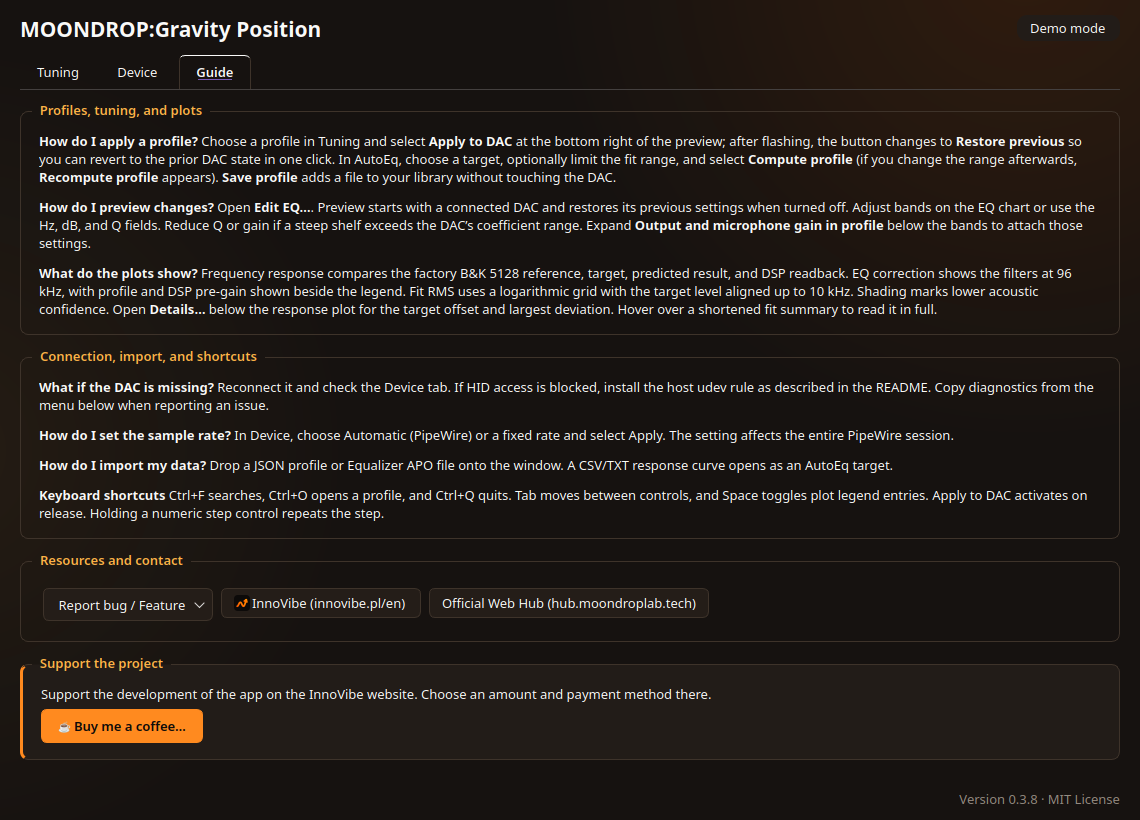 MOONDROP:Gravity Position
Demo mode
Tuning
Device
Guide
Profiles, tuning, and plots
How do I apply a profile? Choose a profile in Tuning and select Apply to DAC at the bottom right of the preview; after flashing, the button changes to Restore previous so
you can revert to the prior DAC state in one click. In AutoEq, choose a target, optionally limit the fit range, and select Compute profile (if you change the range afterwards,
Recompute profile appears). Save profile adds a file to your library without touching the DAC.
How do I preview changes? Open Edit EQ.... Preview starts with a connected DAC and restores its previous settings when turned off. Adjust bands on the EQ chart or use the
Hz, dB, and Q fields. Reduce Q or gain if a steep shelf exceeds the DAC’s coefficient range. Expand Output and microphone gain in profile below the bands to attach those
settings.
What do the plots show? Frequency response compares the factory B&K 5128 reference, target, predicted result, and DSP readback. EQ correction shows the filters at 96
kHz, with profile and DSP pre-gain shown beside the legend. Fit RMS uses a logarithmic grid with the target level aligned up to 10 kHz. Shading marks lower acoustic
confidence. Open Details... below the response plot for the target offset and largest deviation. Hover over a shortened fit summary to read it in full.
Connection, import, and shortcuts
What if the DAC is missing? Reconnect it and check the Device tab. If HID access is blocked, install the host udev rule as described in the README. Copy diagnostics from the
menu below when reporting an issue.
How do I set the sample rate? In Device, choose Automatic (PipeWire) or a fixed rate and select Apply. The setting affects the entire PipeWire session.
How do I import my data? Drop a JSON profile or Equalizer APO file onto the window. A CSV/TXT response curve opens as an AutoEq target.
Keyboard shortcuts Ctrl+F searches, Ctrl+O opens a profile, and Ctrl+Q quits. Tab moves between controls, and Space toggles plot legend entries. Apply to DAC activates on
release. Holding a numeric step control repeats the step.
Resources and contact
Report bug / Feature
InnoVibe (innovibe.pl/en)
Official Web Hub (hub.moondroplab.tech)
Support the project
Support the development of the app on the InnoVibe website. Choose an amount and payment method there.
Buy me a coffee...
Version 0.3.8 · MIT License